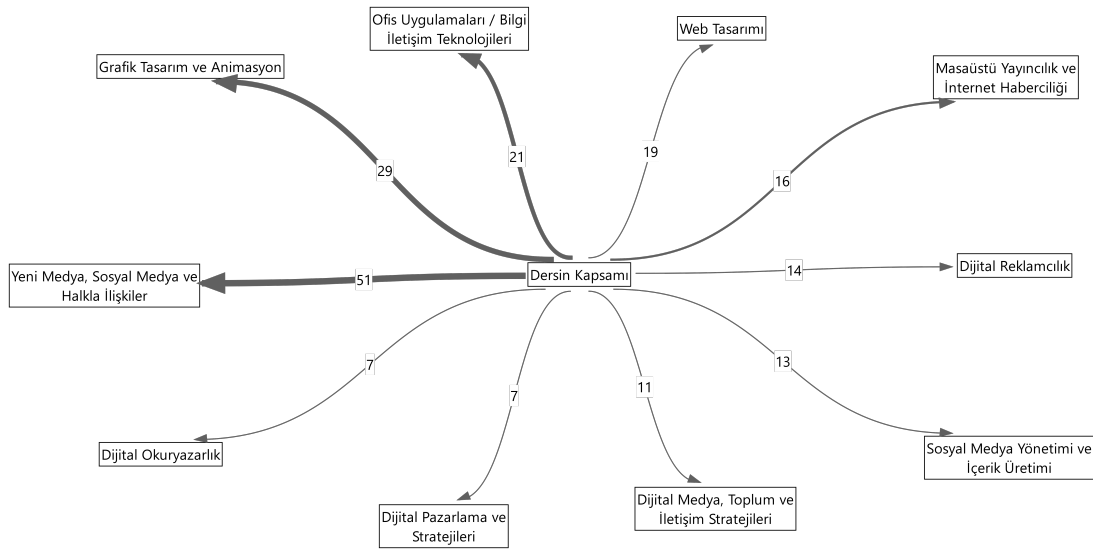 Ofis Uygulamaları / Bilgi
İletişim Teknolojileri
Web Tasarımı
Grafik Tasarım ve Animasyon
Masaüstü Yayıncılık ve
İnternet Haberciliği
29
21
19
16
Yeni Medya, Sosyal Medya ve
Halkla İlişkiler
51
Dersin Kapsamı
14
Dijital Reklamcılık
7
7
11
13
Dijital Okuryazarlık
Dijital Pazarlama ve
Stratejileri
Dijital Medya, Toplum ve
İletişim Stratejileri
Sosyal Medya Yönetimi ve
İçerik Üretimi